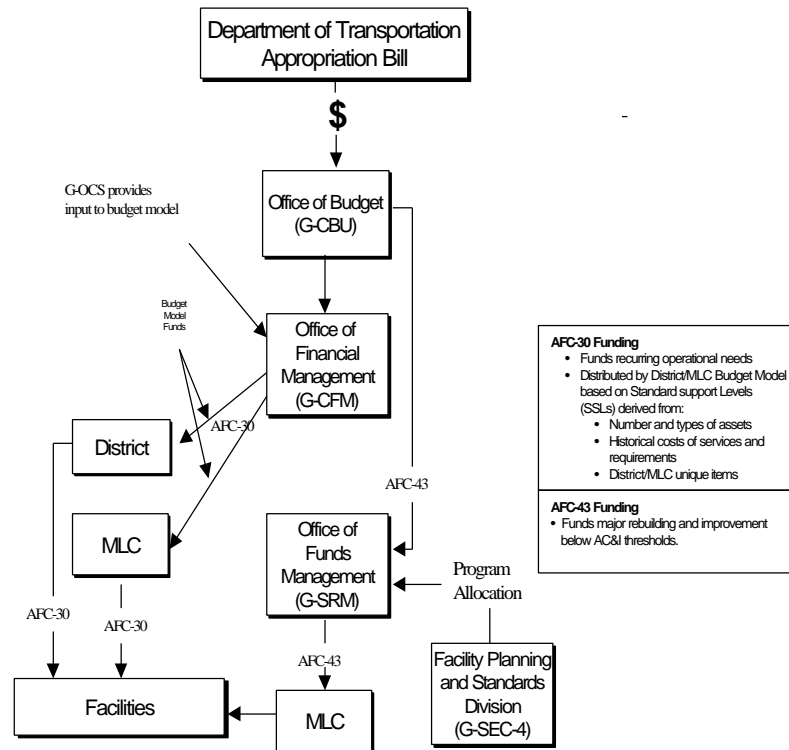 Department of Transportation
Appropriation Bill
$
-
G-OCS provides
input to budget model
Office of Budget
(G-CBU)
Budget
Model
Funds
Office of
Financial
Management
(G-CFM)
AFC-30
District
AFC-43
MLC
Office of
Funds
Management
(G-SRM)
Program
Allocation
AFC-30
AFC-30
AFC-43
Facilities
MLC
Facility Planning
and Standards
Division
(G-SEC-4)
AFC-30 Funding
• Funds recurring operational needs
• Distributed by District/MLC Budget Model
based on Standard support Levels
(SSLs) derived from:
• Number and types of assets
• Historical costs of services and
requirements
• District/MLC unique items
AFC-43 Funding
• Funds major rebuilding and improvement
below AC&I thresholds.